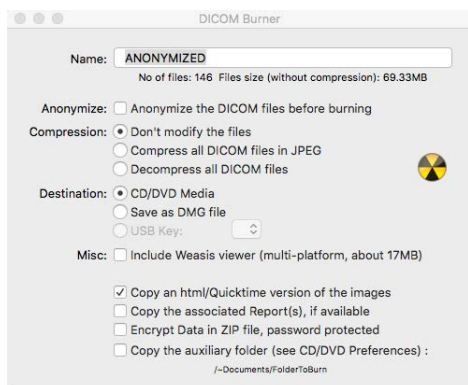 DICOM Burner
Name: ANONYMIZED
No of files: 146 Files size (without compression): 69.33MB
Anonymize: Anonymize the DICOM files before burning
Compression: Don't modify the files
Compress all DICOM files in JPEG
Decompress all DICOM files
Destination: CD/DVD Media
Save as DMG file
USB Key:
Misc: Include Weasis viewer (multi-platform, about 17MB)
Copy an html/Quicktime version of the images
Copy the associated Report(s), if available
Encrypt Data in ZIP file, password protected
Copy the auxiliary folder (see CD/DVD Preferences) :
/~Documents/FolderToBurn